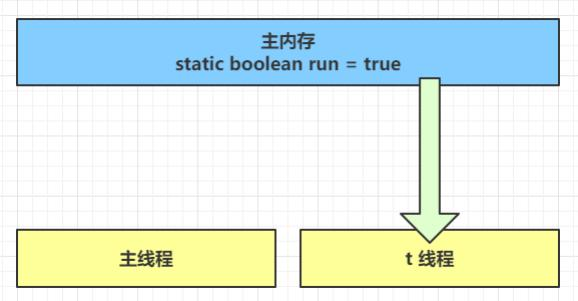 主内存
static boolean run = true
主线程
t 线程